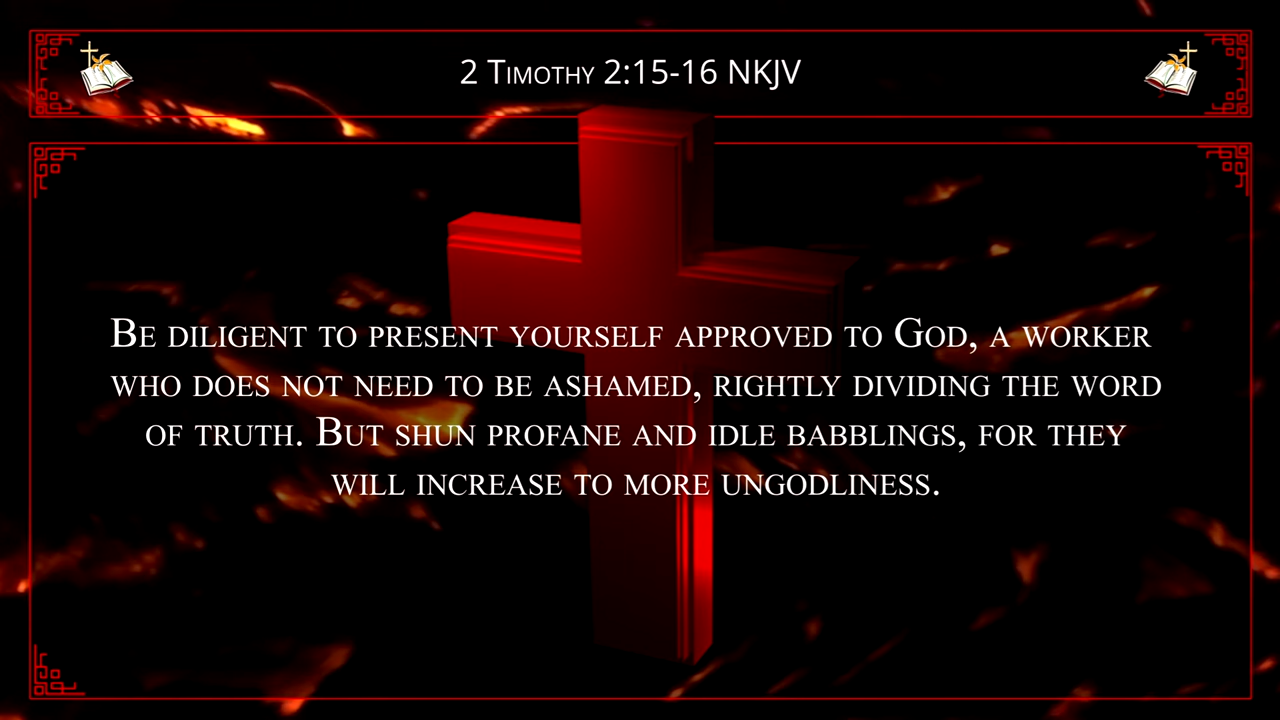 2 Timothy 2:15-16 NKJV
Be diligent to present yourself approved to God, a worker
who does not need to be ashamed, rightly dividing the word
of truth. But shun profane and idle babblings, for they
will increase to more ungodliness.